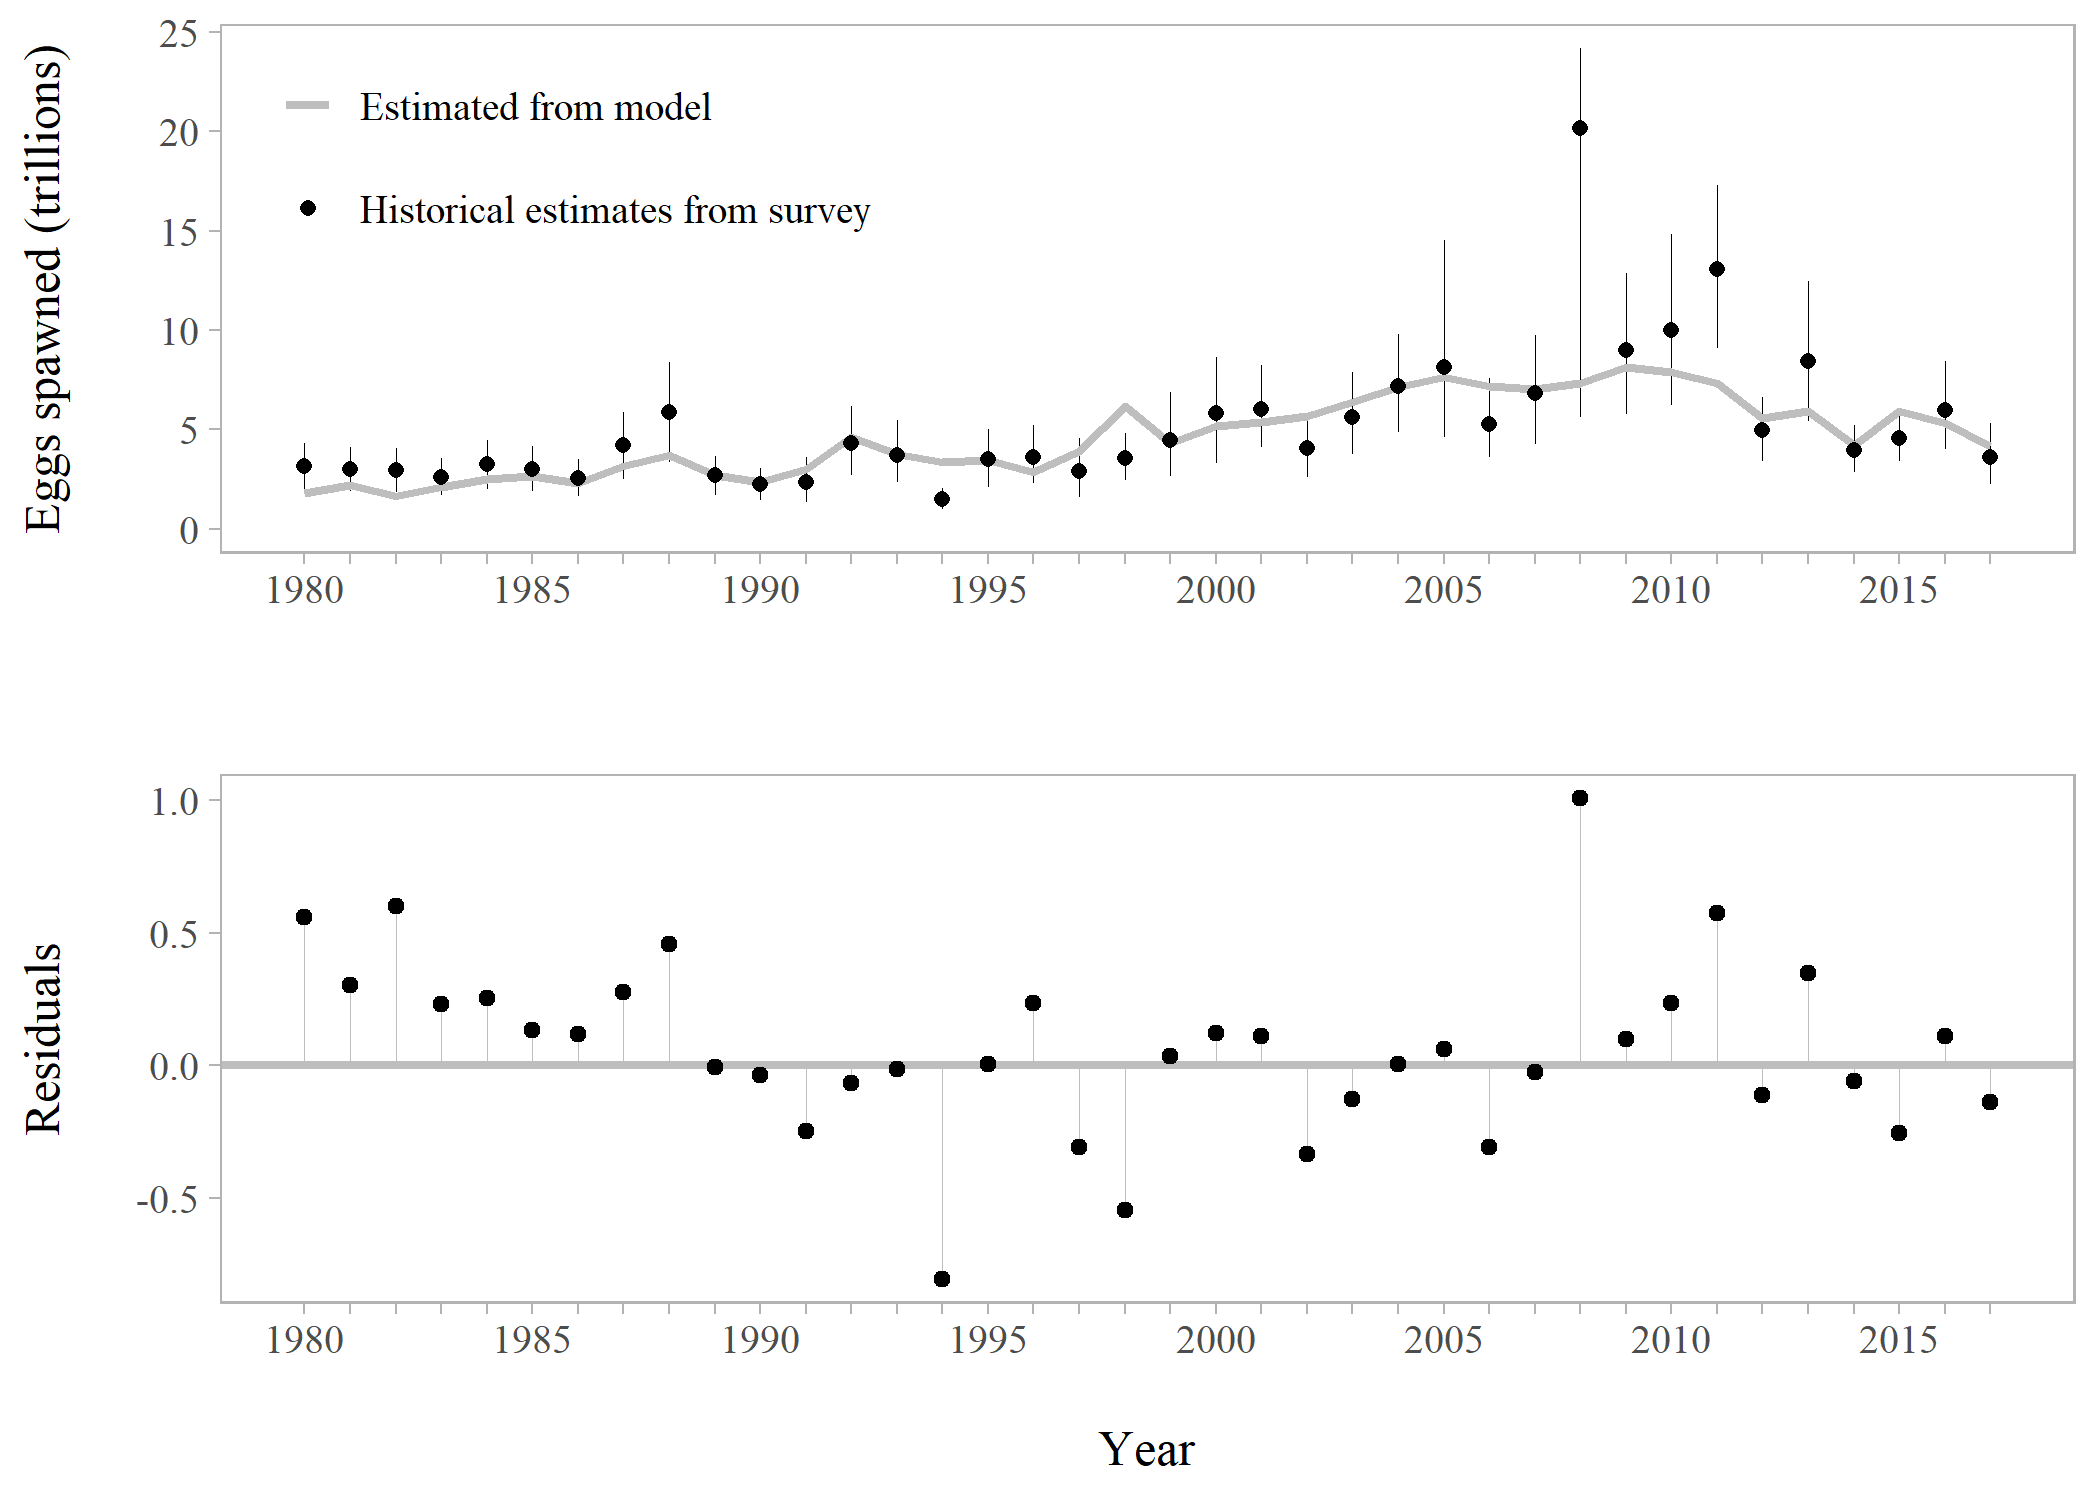 Eggs spawned (trillions)
25
20
15
10
5
0
Estimated from model
Historical estimates from survey
1980 1985 1990 1995 2000 2005 2010 2015
Residuals
1.0
0.5
0.0
-0.5
1980 1985 1990 1995 2000 2005 2010 2015
Year